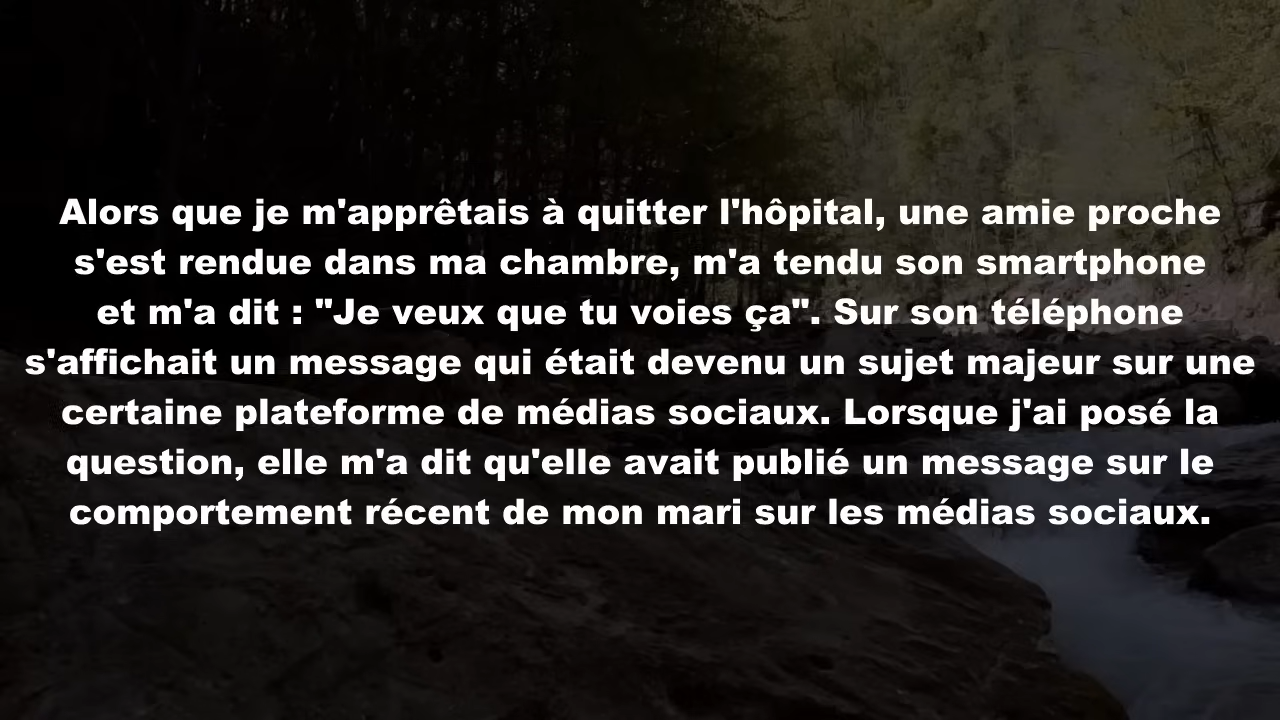 Alors que je m'apprêtais à quitter l'hôpital, une amie proche
s'est rendue dans ma chambre, m'a tendu son smartphone
et m'a dit : "Je veux que tu voies ça". Sur son téléphone
s'affichait un message qui était devenu un sujet majeur sur une
certaine plateforme de médias sociaux. Lorsque j'ai posé la
question, elle m'a dit qu'elle avait publié un message sur le
comportement récent de mon mari sur les médias sociaux.